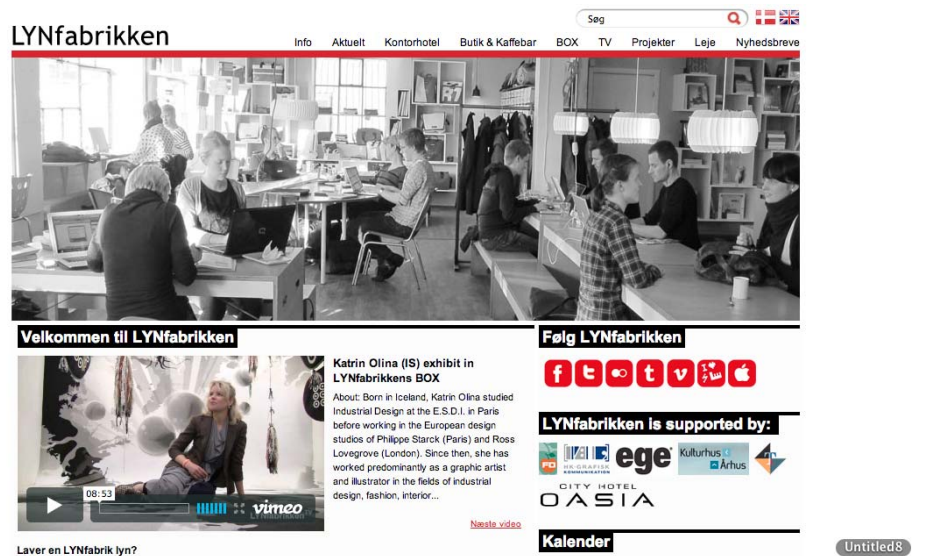 Søg
LYNfabrikken
Info Aktuelt Kontorhotel Butik & Kaffebar BOX TV Projekter Leje Nyhedsbreve
Velkommen til LYNfabrikken
Katrin Olina (IS) exhibit in
LYNfabrikkens BOX
About: Born in Iceland, Katrin Olina studied
Industrial Design at the E.S.D.I. in Paris
before working in the European design
studios of Philippe Starck (Paris) and Ross
Lovegrove (London). Since then, she has
worked predominantly as a graphic artist
and illustrator in the fields of industrial
design, fashion, interior...
08:53
vimeo
Næste video
Laver en LYNfabrik lyn?
Følg LYNfabrikken
f t t v
LYNfabrikken is supported by:
FO HK-GRAFISK KOMMUNIKATION ege Kulturhus Århus
CITY HOTEL
OASIA
Kalender
Untitled8